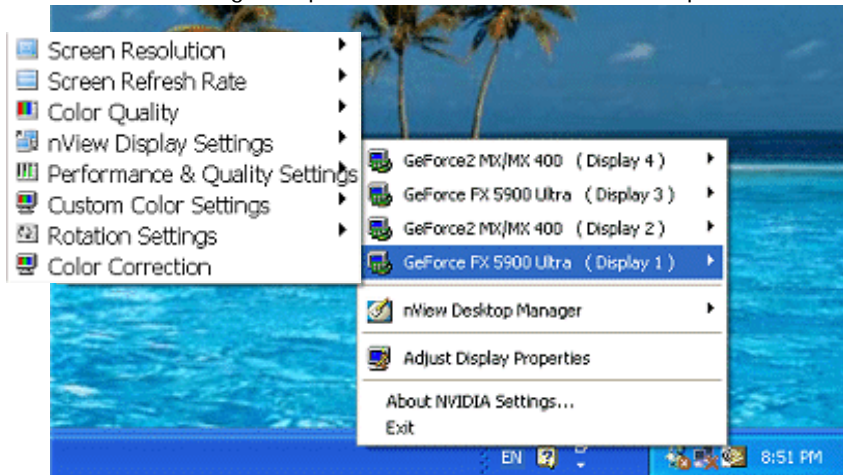 Screen Resolution
Screen Refresh Rate
Color Quality
nView Display Settings
Performance & Quality Settings
Custom Color Settings
Rotation Settings
Color Correction
GeForce2 MX/MX 400 ( Display 4 )
GeForce FX 5900 Ultra ( Display 3 )
GeForce2 MX/MX 400 ( Display 2 )
GeForce FX 5900 Ultra ( Display 1 )
nView Desktop Manager
Adjust Display Properties
About NVIDIA Settings...
Exit
EN
8:51 PM